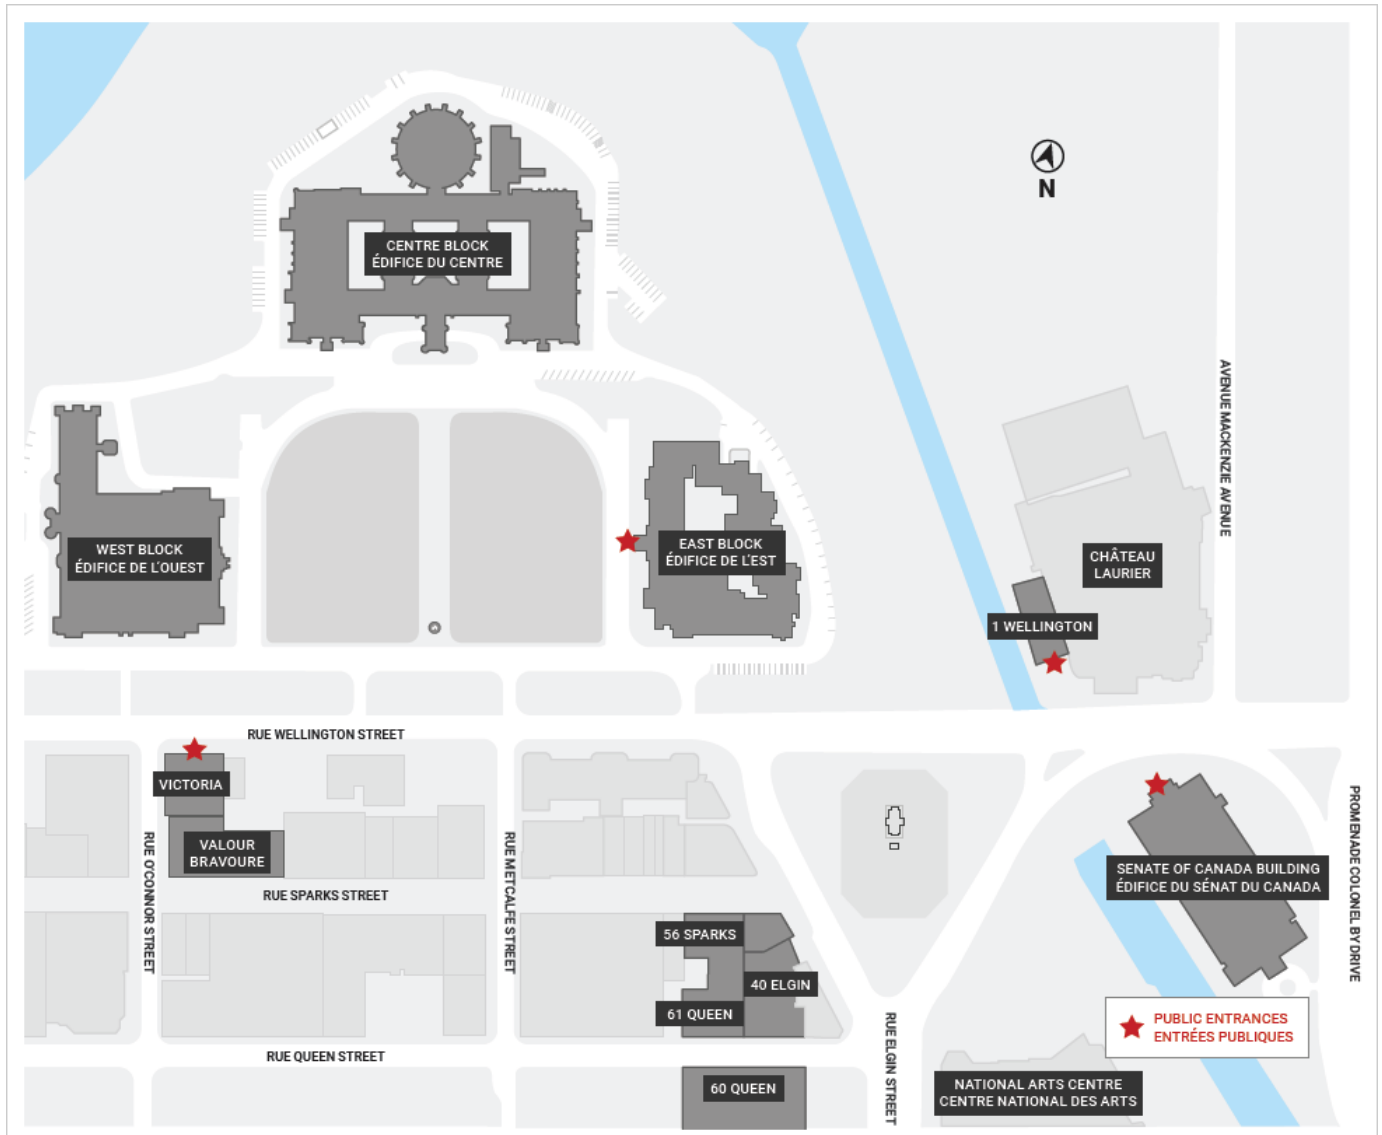 N
CENTRE BLOCK
ÉDIFICE DU CENTRE
AVENUE MACKENZIE AVENUE
WEST BLOCK
ÉDIFICE DE L'OUEST
EAST BLOCK
ÉDIFICE DE L'EST
CHÂTEAU
LAURIER
1 WELLINGTON
RUE WELLINGTON STREET
VICTORIA
VALOUR
BRAVOURE
RUE O'CONNOR STREET
RUE METCALFE STREET
RUE SPARKS STREET
SENATE OF CANADA BUILDING
ÉDIFICE DU SÉNAT DU CANADA
PROMENADE COLONEL BY DRIVE
56 SPARKS
40 ELGIN
61 QUEEN
PUBLIC ENTRANCES
ENTRÉES PUBLIQUES
RUE QUEEN STREET
RUE ELGIN STREET
60 QUEEN
NATIONAL ARTS CENTRE
CENTRE NATIONAL DES ARTS